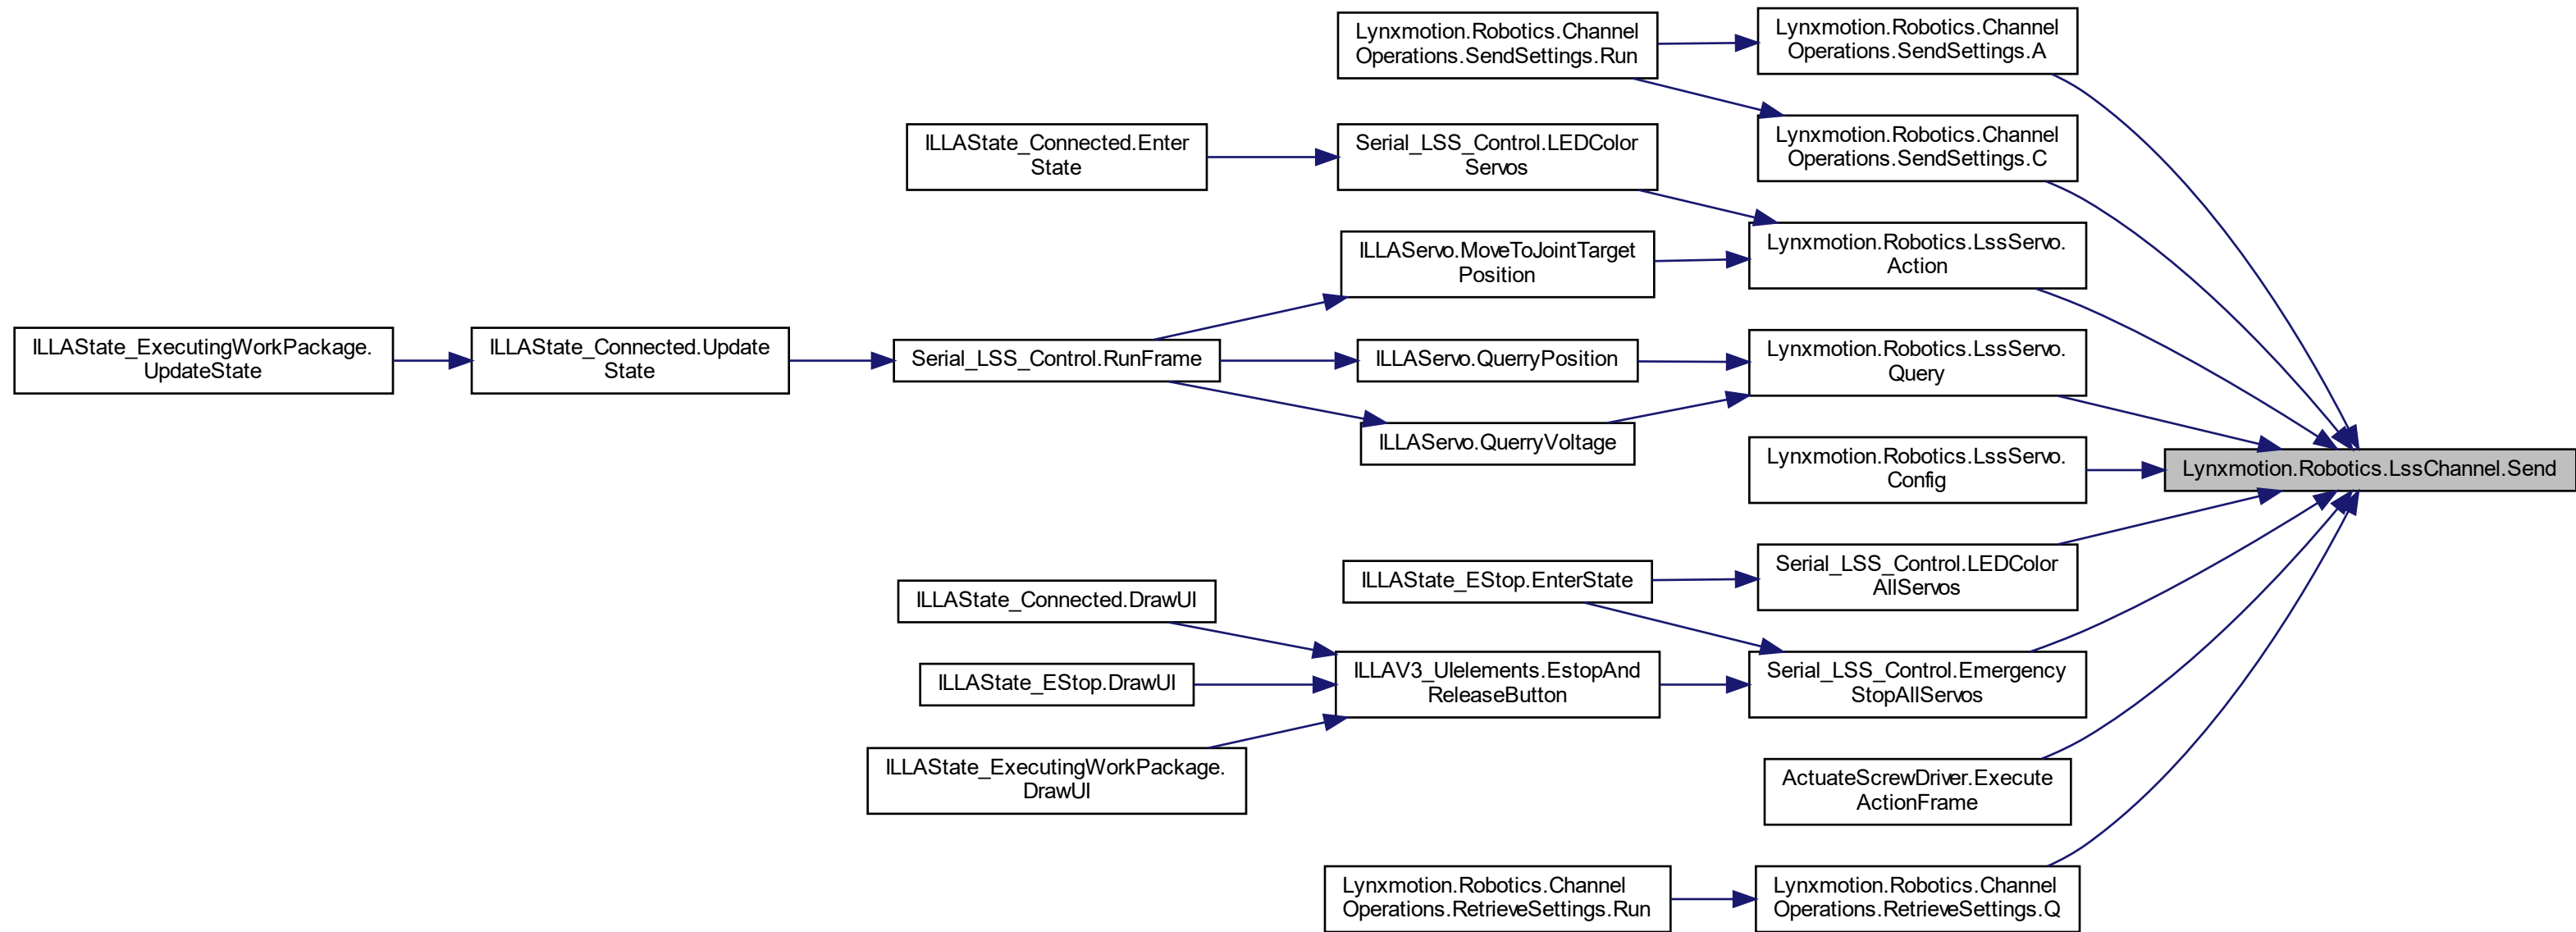 Lynxmotion.Robotics.Channel
Operations.SendSettings.Run
Lynxmotion.Robotics.Channel
Operations.SendSettings.A
Lynxmotion.Robotics.Channel
Operations.SendSettings.C
ILLAState_Connected.Enter
State
Serial_LSS_Control.LEDColor
Servos
ILLAServo.MoveToJointTarget
Position
Lynxmotion.Robotics.LssServo.
Action
ILLAState_ExecutingWorkPackage.
UpdateState
ILLAState_Connected.Update
State
Serial_LSS_Control.RunFrame
ILLAServo.QuerryPosition
Lynxmotion.Robotics.LssServo.
Query
ILLAServo.QuerryVoltage
Lynxmotion.Robotics.LssServo.
Config
Lynxmotion.Robotics.LssChannel.Send
ILLAState_EStop.EnterState
Serial_LSS_Control.LEDColor
AllServos
ILLAState_Connected.DrawUI
ILLAState_EStop.DrawUI
ILLAV3_UIelements.EstopAnd
ReleaseButton
Serial_LSS_Control.Emergency
StopAllServos
ILLAState_ExecutingWorkPackage.
DrawUI
ActuateScrewDriver.Execute
ActionFrame
Lynxmotion.Robotics.Channel
Operations.RetrieveSettings.Run
Lynxmotion.Robotics.Channel
Operations.RetrieveSettings.Q